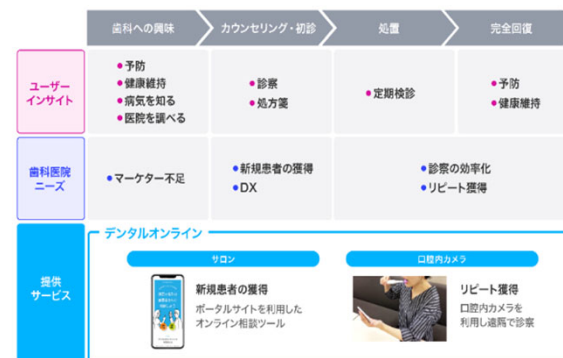 歯科への興味
カウンセリング・初診
処置
完全回復
ユーザー
インサイト
●予防
●健康維持
●病気を知る
●医院を調べる
●診察
●処方箋
●定期検診
●予防
●健康維持
歯科医院
ニーズ
●マーケター不足
●新規患者の獲得
●DX
●診察の効率化
●リピート獲得
提供
サービス
デンタルオンライン
サロン
新規患者の獲得
ポータルサイトを利用した
オンライン相談ツール
口腔内カメラ
リピート獲得
口腔内カメラを
利用し遠隔で診察